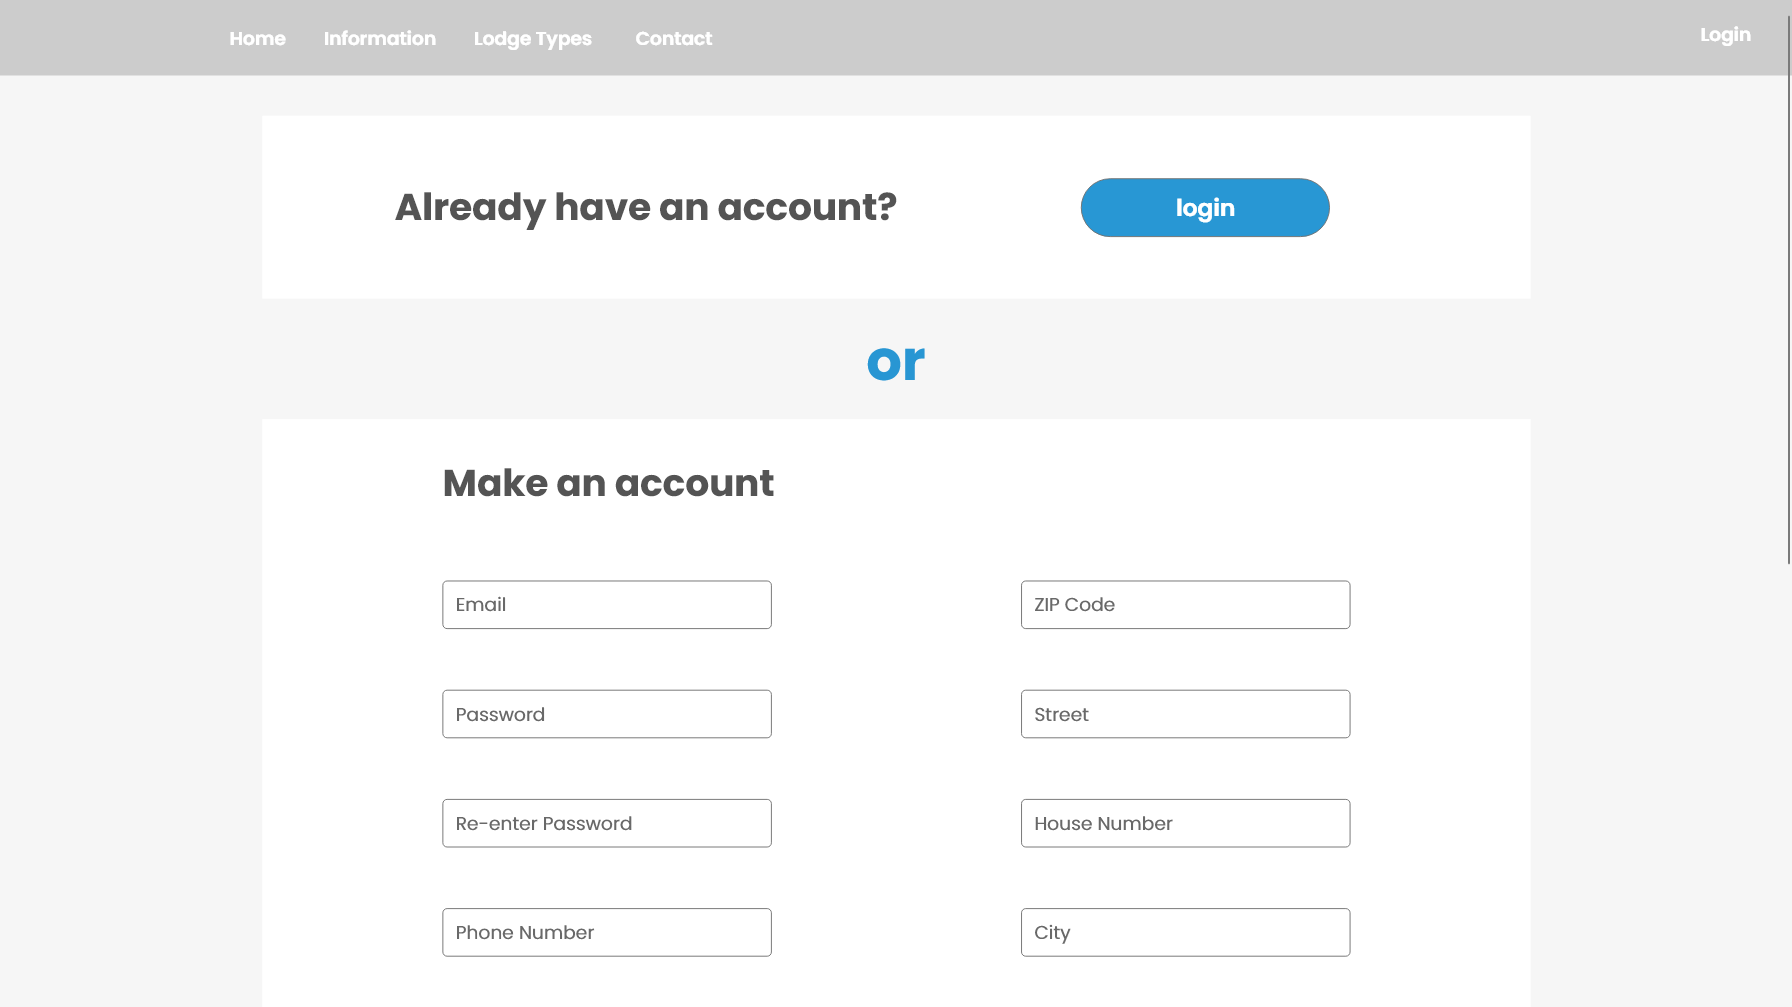 Home Information Lodge Types Contact Login
Already have an account? login
or
Make an account
Email ZIP Code
Password Street
Re-enter Password House Number
Phone Number City